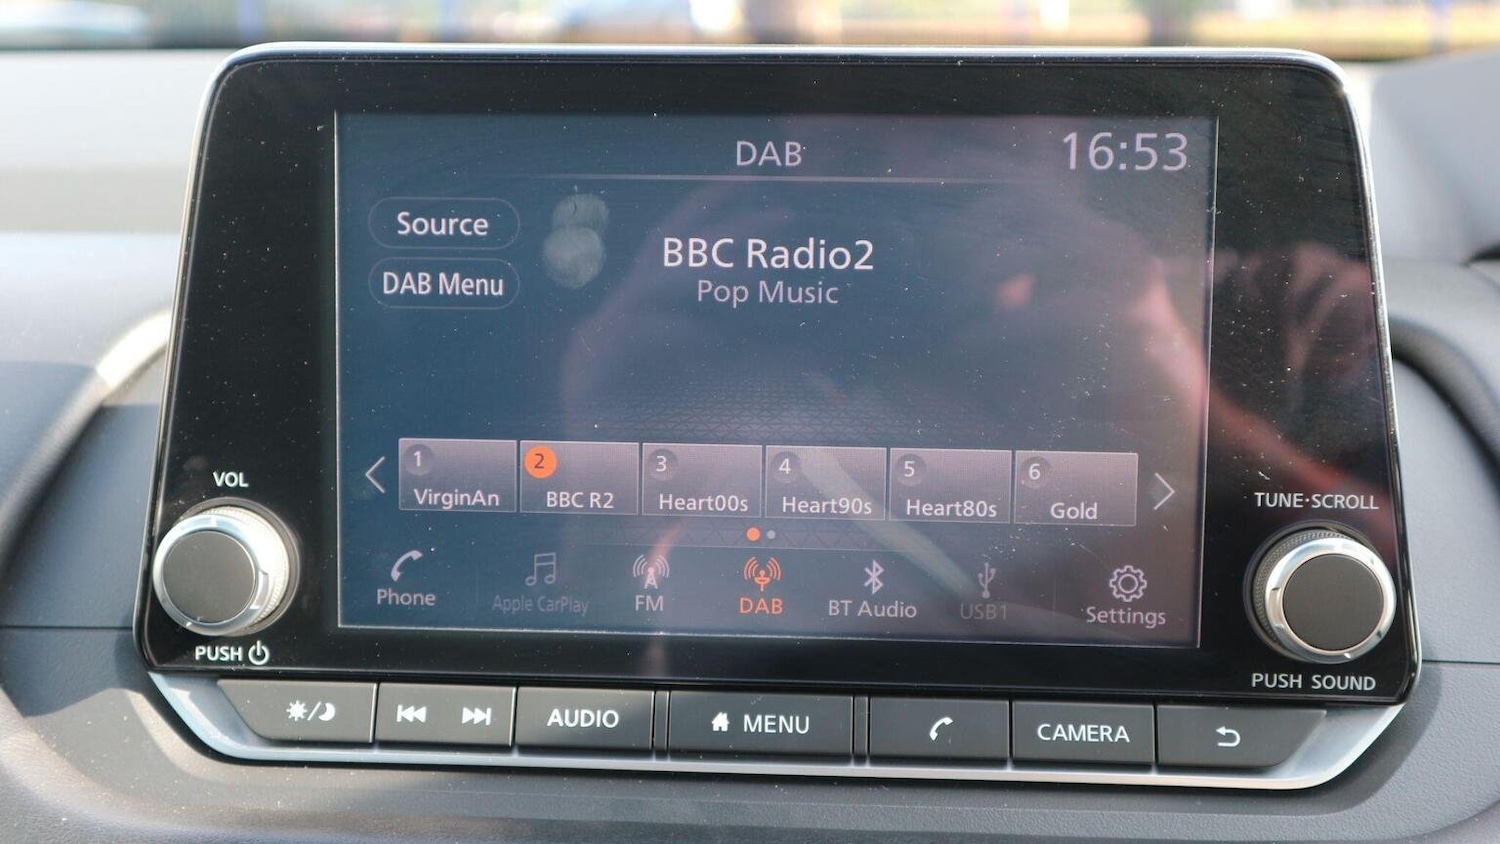 DAB
16:53
Source
DAB Menu
BBC Radio2
Pop Music
1
VirginAn
2
BBC R2
3
Heart00s
4
Heart90s
5
Heart80s
6
Gold
Phone
Apple CarPlay
FM
DAB
BT Audio
USB1
Settings
VOL
PUSH
TUNE·SCROLL
PUSH SOUND
AUDIO
MENU
CAMERA